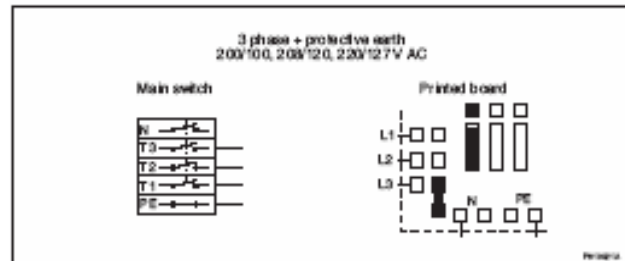 3 phase + protective earth
200/100, 208/120, 220/127V AC
Main switch
Printed board
N
T3
T2
T1
PE
L1
L2
L3
N PE